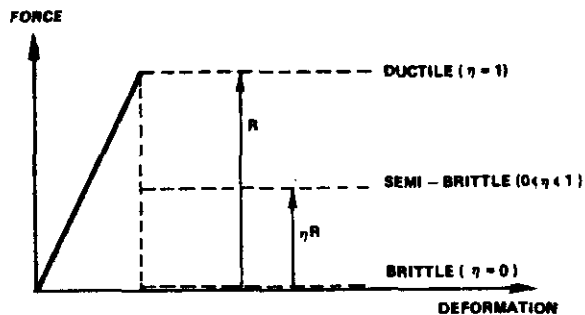 FORCE
DUCTILE ( η = 1)
R
SEMI - BRITTLE (0 < η < 1 )
ηR
BRITTLE ( η = 0 )
DEFORMATION